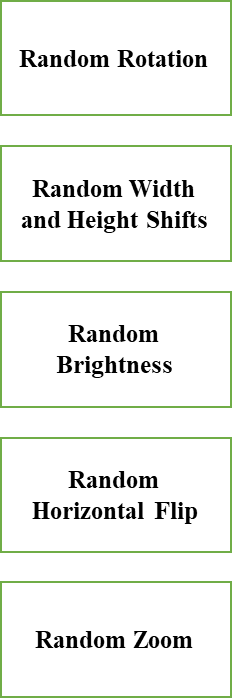 Random Rotation
Random Width
and Height Shifts
Random
Brightness
Random
Horizontal Flip
Random Zoom